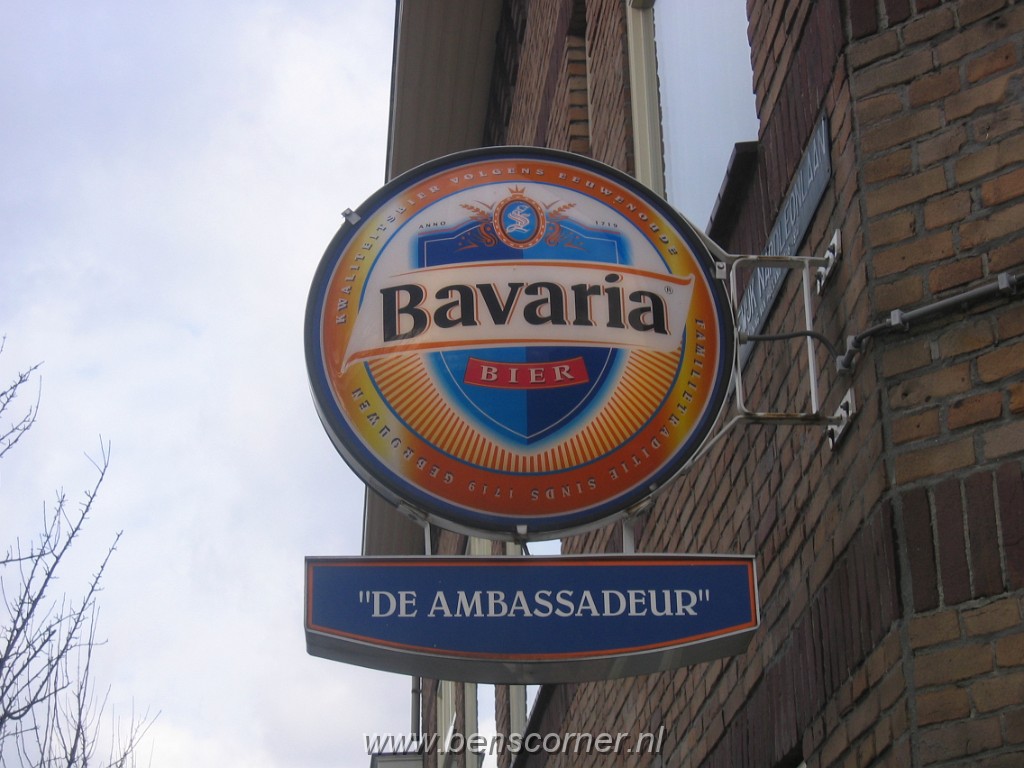 KWALITEITSBIER VOLGENS EEUWENOUDE
FAMILIETRADITIE SINDS 1719 GEBROUWEN
ANNO 1719
Bavaria®
BIER
"DE AMBASSADEUR"
www.benscorner.nl